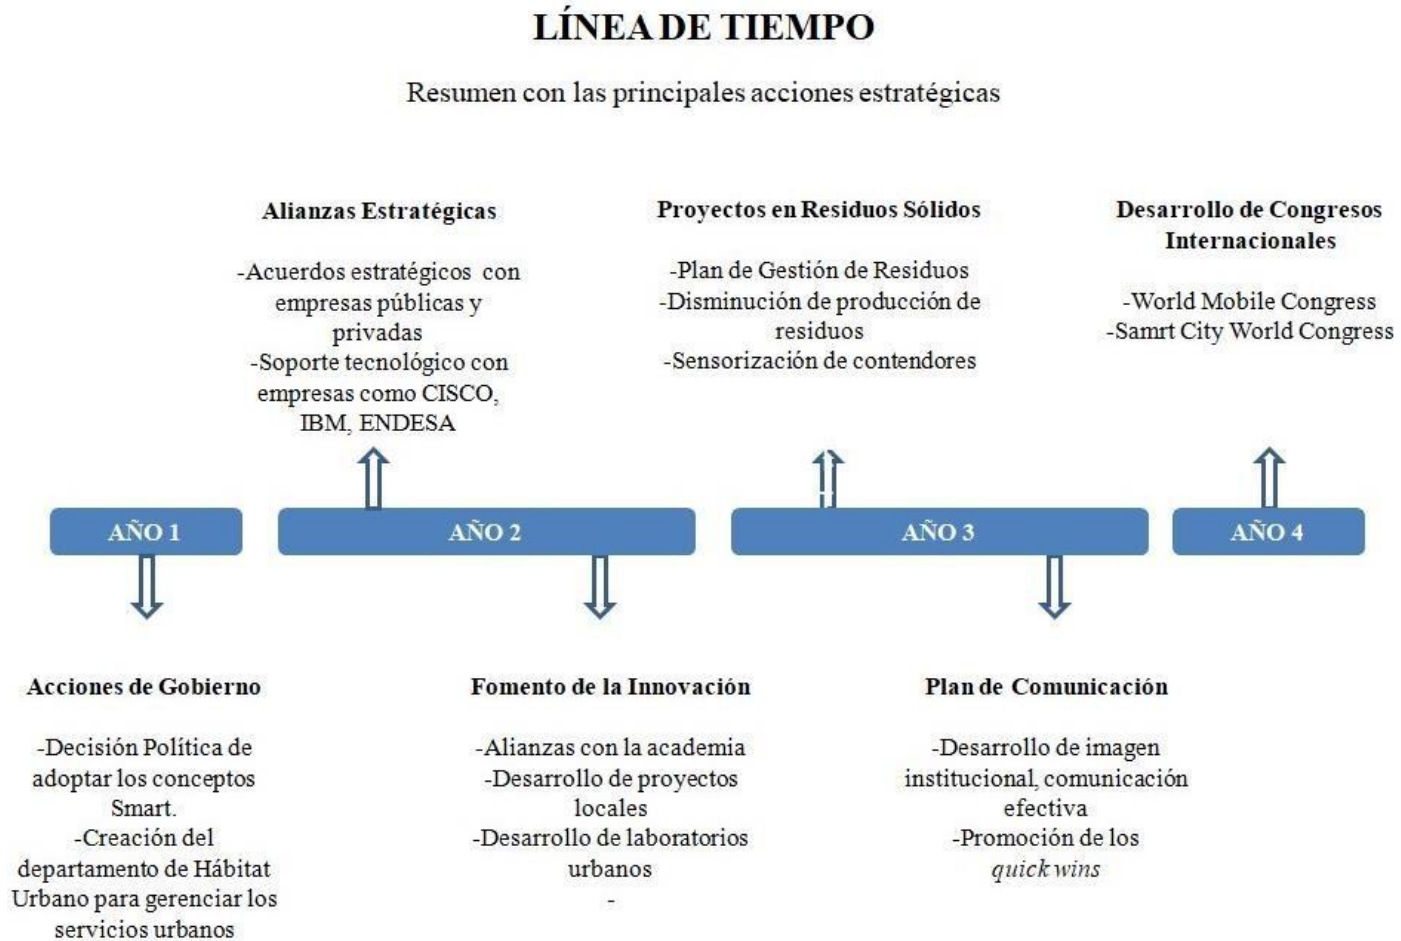 LÍNEA DE TIEMPO
Resumen con las principales acciones estratégicas
Alianzas Estratégicas
-Acuerdos estratégicos con
empresas públicas y
privadas
-Soporte tecnológico con
empresas como CISCO,
IBM, ENDESA
Proyectos en Residuos Sólidos
-Plan de Gestión de Residuos
-Disminución de producción de
residuos
-Sensorización de contendores
Desarrollo de Congresos
Internacionales
-World Mobile Congress
-Samrt City World Congress
AÑO 1
AÑO 2
AÑO 3
AÑO 4
Acciones de Gobierno
-Decisión Política de
adoptar los conceptos
Smart.
-Creación del
departamento de Hábitat
Urbano para gerenciar los
servicios urbanos
Fomento de la Innovación
-Alianzas con la academia
-Desarrollo de proyectos
locales
-Desarrollo de laboratorios
urbanos
-
Plan de Comunicación
-Desarrollo de imagen
institucional, comunicación
efectiva
-Promoción de los
quick wins